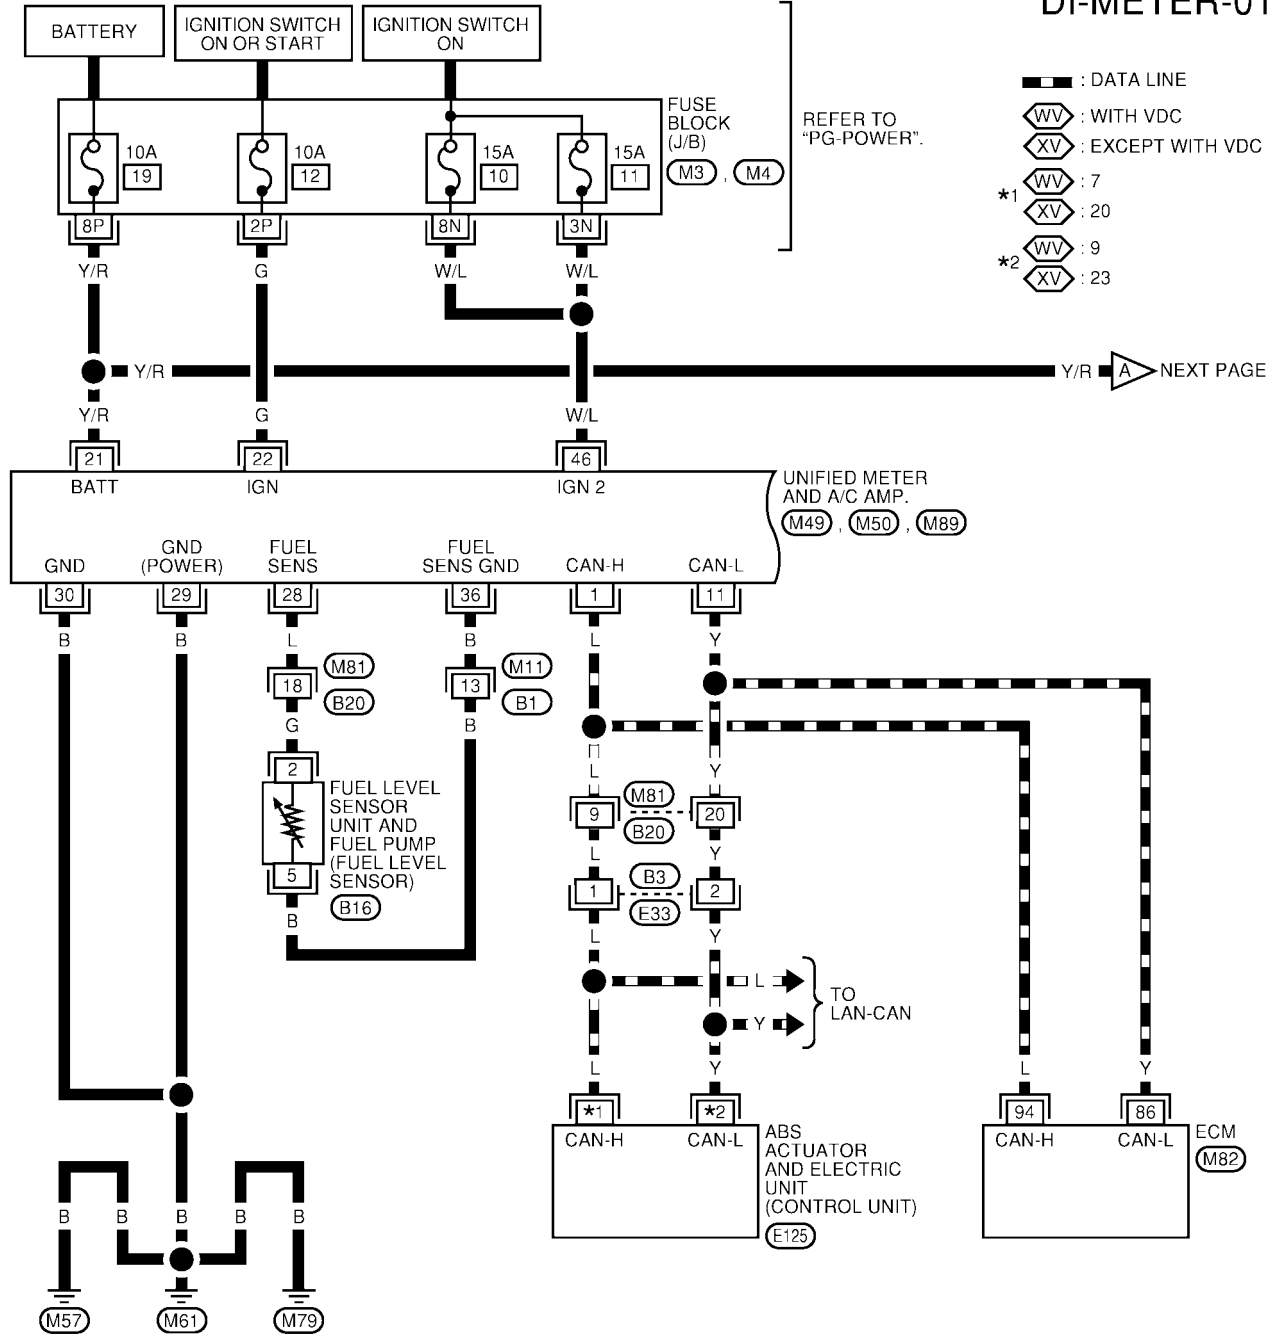 DI-METER-01
BATTERY
IGNITION SWITCH
ON OR START
IGNITION SWITCH
ON
: DATA LINE
WV : WITH VDC
XV : EXCEPT WITH VDC
*1 WV : 7
XV : 20
*2 WV : 9
XV : 23
FUSE
BLOCK
(J/B)
M3 , M4
REFER TO
"PG-POWER".
10A
19
10A
12
15A
10
15A
11
8P 2P 8N 3N
Y/R G W/L W/L
Y/R Y/R A NEXT PAGE
Y/R G W/L
21 22 46
BATT IGN IGN 2
UNIFIED METER
AND A/C AMP.
M49 , M50 , M89
GND
GND
(POWER)
FUEL
SENS
FUEL
SENS GND
CAN-H
CAN-L
30 29 28 36 1 11
B B L B L Y
M81
18
B20
M11
13
B1
G B
2
FUEL LEVEL
SENSOR
UNIT AND
FUEL PUMP
(FUEL LEVEL
SENSOR)
B16
5
B
L Y
9 M81 20
B20
L Y
1 B3 2
E33
L Y
L
Y
TO
LAN-CAN
L Y L Y
*1 *2 94 86
CAN-H CAN-L
ABS
ACTUATOR
AND ELECTRIC
UNIT
(CONTROL UNIT)
E125
CAN-H CAN-L
ECM
M82
B B B B B
M57 M61 M79